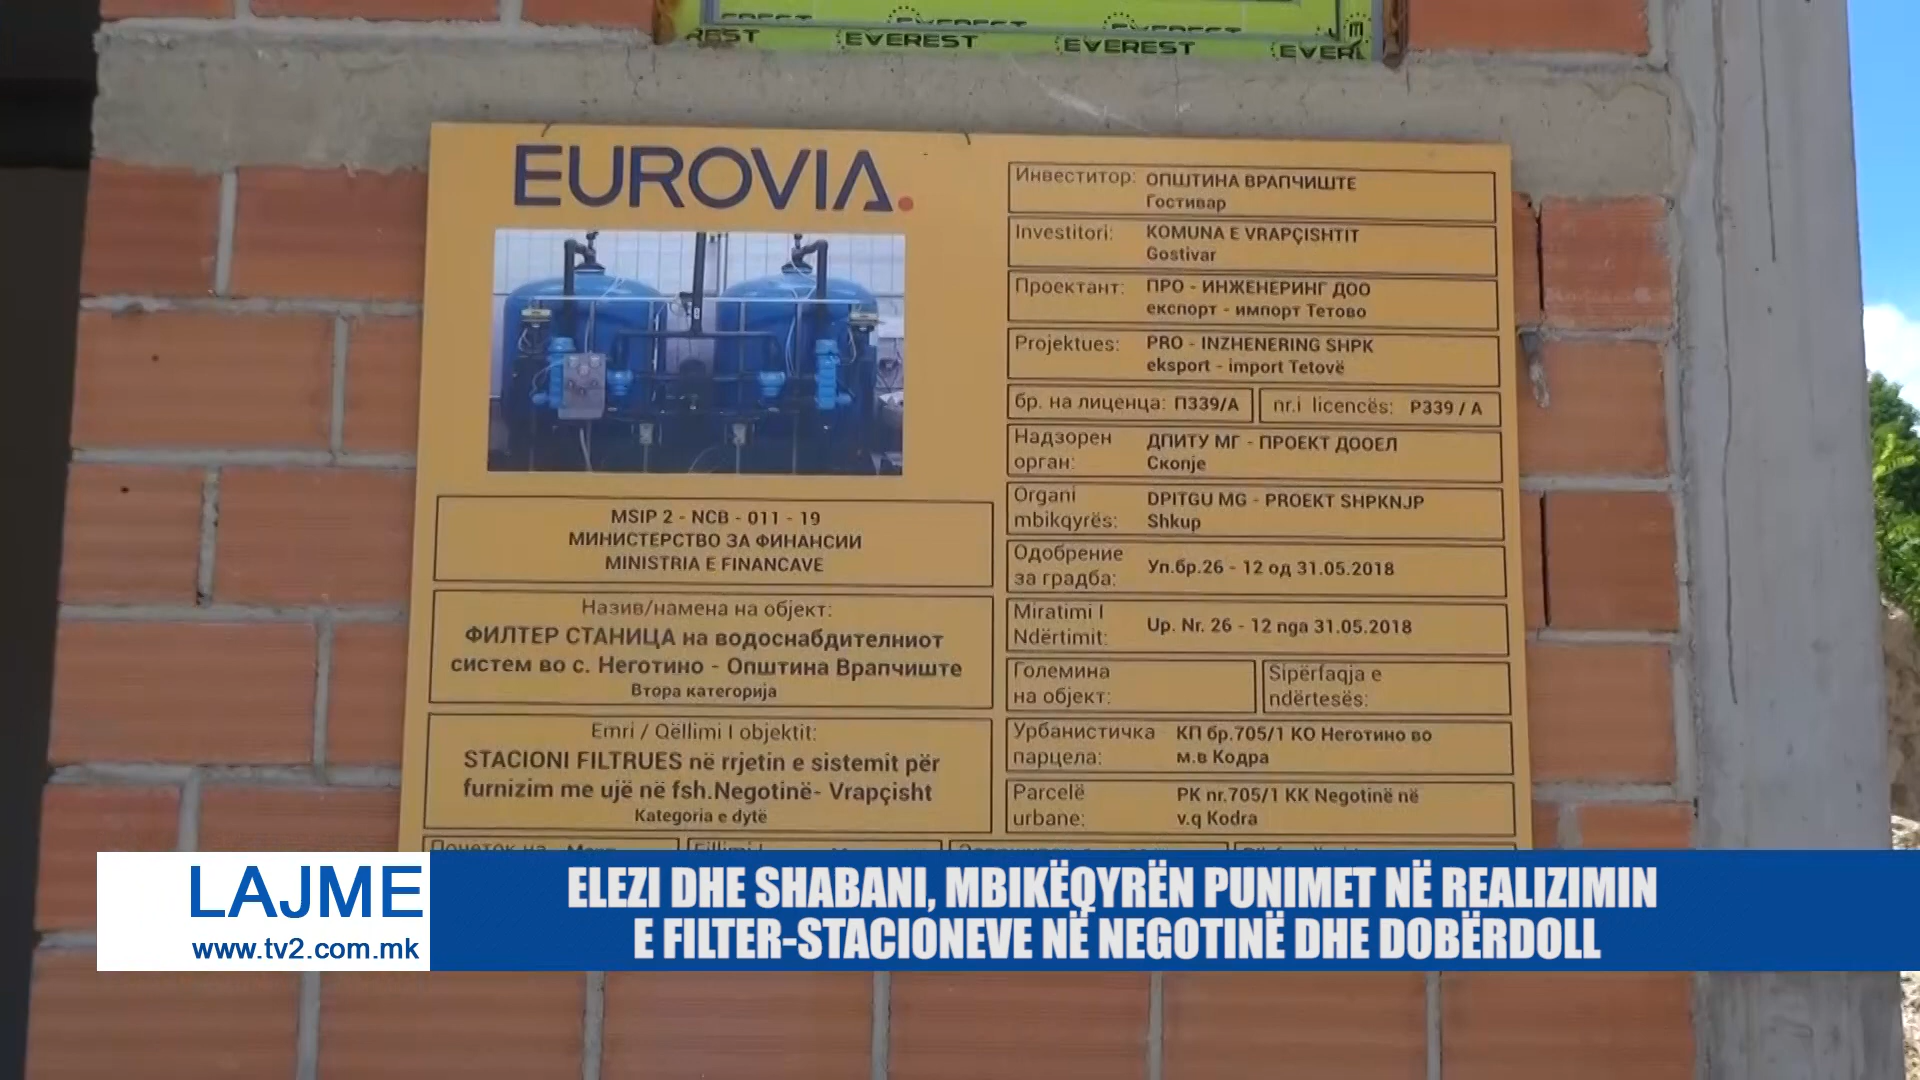 EVEREST
EVEREST
EVEREST
EUROVIA.
MSIP 2 - NCB - 011 - 19
МИНИСТЕРСТВО ЗА ФИНАНСИИ
MINISTRIA E FINANCAVE
Назив/намена на објект:
ФИЛТЕР СТАНИЦА на водоснабдителниот
систем во с. Неготино - Општина Врапчиште
Втора категорија
Emri / Qëllimi I objektit:
STACIONI FILTRUES në rrjetin e sistemit për
furnizim me ujë në fsh.Negotinë- Vrapçisht
Kategoria e dytë
Инвеститор: ОПШТИНА ВРАПЧИШТЕ
Гостивар
Investitori: KOMUNA E VRAPÇISHTIT
Gostivar
Проектант: ПРО - ИНЖЕНЕРИНГ ДОО
експорт - импорт Тетово
Projektues: PRO - INZHENERING SHPK
eksport - import Tetovë
бр. на лиценца: П339/А nr.i licencës: P339 / A
Надзорен ДПИТУ МГ - ПРОЕКТ ДООЕЛ
орган: Скопје
Organi DPITGU MG - PROEKT SHPKNJP
mbikqyrës: Shkup
Одобрение
за градба: Уп.бр.26 - 12 од 31.05.2018
Miratimi I
Ndërtimit: Up. Nr. 26 - 12 nga 31.05.2018
Големина Sipërfaqja e
на објект: ndërtesës:
Урбанистичка КП бр.705/1 КО Неготино во
парцела: м.в Кодра
Parcelë PK nr.705/1 KK Negotinë në
urbane: v.q Kodra
LAJME
www.tv2.com.mk
ELEZI DHE SHABANI, MBIKËQYRËN PUNIMET NË REALIZIMIN
E FILTER-STACIONEVE NË NEGOTINË DHE DOBËRDOLL